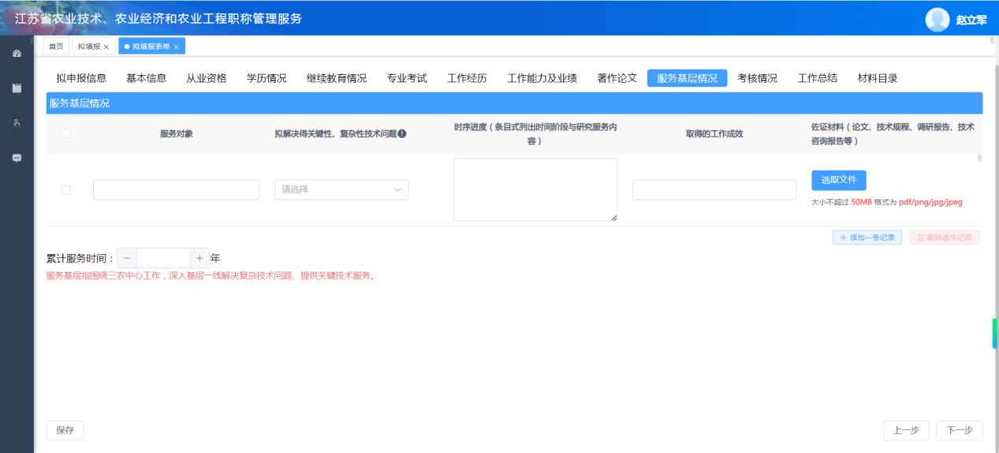 江苏省农业技术、农业经济和农业工程职称管理服务
赵立军
首页 拟填报 × 拟填报表单 ×
拟申报信息 基本信息 从业资格 学历情况 继续教育情况 专业考试 工作经历 工作能力及业绩 著作论文 服务基层情况 考核情况 工作总结 材料目录
服务基层情况
服务对象 拟解决得关键性、复杂性技术问题 时序进度（条目式列出时间阶段与研究服务内容） 取得的工作成效 佐证材料（论文、技术规程、调研报告、技术咨询报告等）
请选择
选取文件
大小不超过 50MB 格式为 pdf/png/jpg/jpeg
+ 添加一条记录 删除选中记录
累计服务时间： − + 年
服务基层指围绕三农中心工作，深入基层一线解决复杂技术问题、提供关键技术服务。
保存 上一步 下一步